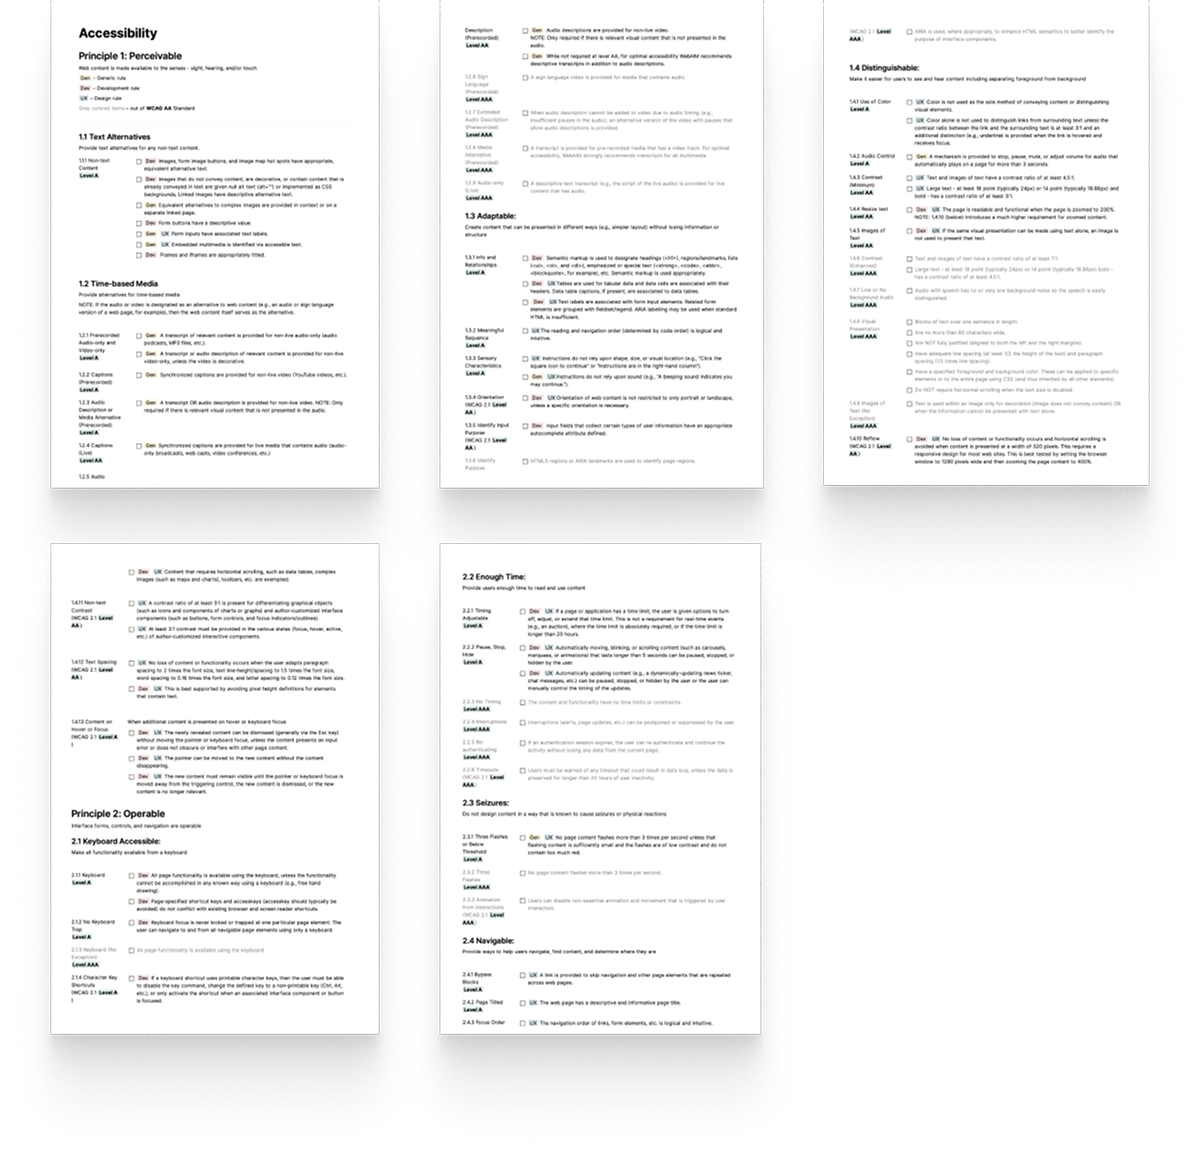 Accessibility
Principle 1: Perceivable
Web content is made available to the senses - sight, hearing, and/or touch
Gen – Generic rule
Dev – Development rule
UX – Design rule
Grey colored items – out of WCAG AA Standard
1.1 Text Alternatives
Provide text alternatives for any non-text content.
1.1.1 Non-text
Content
Level A
Dev Images, form image buttons, and image map hot spots have appropriate,
equivalent alternative text.
Dev Images that do not convey content, are decorative, or contain content that is
already conveyed in text are given null alt text (alt="") or implemented as CSS
backgrounds. Linked images have descriptive alternative text.
Gen Equivalent alternatives to complex images are provided in context or on a
separate linked page.
Dev Form buttons have a descriptive value.
Gen UX Form inputs have associated text labels.
Gen UX Embedded multimedia is identified via accessible text.
Dev Frames and iframes are appropriately titled.
1.2 Time-based Media
Provide alternatives for time-based media
NOTE: If the audio or video is designated as an alternative to web content (e.g., an audio or sign language
version of a web page, for example), then the web content itself serves as the alternative.
1.2.1 Prerecorded
Audio-only and
Video-only
Level A
Gen A transcript of relevant content is provided for non-live audio-only (audio
podcasts, MP3 files, etc.).
Gen A transcript or audio description of relevant content is provided for non-live
video-only, unless the video is decorative.
1.2.2 Captions
(Prerecorded)
Level A
Gen Synchronized captions are provided for non-live video (YouTube videos, etc.).
1.2.3 Audio
Description or
Media Alternative
(Prerecorded)
Level A
Gen A transcript OR audio description is provided for non-live video. NOTE: Only
required if there is relevant visual content that is not presented in the audio.
1.2.4 Captions
(Live)
Level AA
Gen Synchronized captions are provided for live media that contains audio (audio-
only broadcasts, web casts, video conferences, etc.)
1.2.5 Audio
Description
(Prerecorded)
Level AA
Gen Audio descriptions are provided for non-live video.
NOTE: Only required if there is relevant visual content that is not presented in the
audio.
Gen While not required at level AA, for optimal accessibility WebAIM recommends
descriptive transcripts in addition to audio descriptions.
1.2.6 Sign
Language
(Prerecorded)
Level AAA
A sign language video is provided for media that contains audio.
1.2.7 Extended
Audio Description
(Prerecorded)
Level AAA
When audio description cannot be added to video due to audio timing (e.g.,
insufficient pauses in the audio), an alternative version of the video with pauses that
allow audio descriptions is provided.
1.2.8 Media
Alternative
(Prerecorded)
Level AAA
A transcript is provided for pre-recorded media that has a video track. For optimal
accessibility, WebAIM strongly recommends transcripts for all multimedia
1.2.9 Audio-only
(Live)
Level AAA
A descriptive text transcript (e.g., the script of the live audio) is provided for live
content that has audio.
1.3 Adaptable:
Create content that can be presented in different ways (e.g., simpler layout) without losing information or
structure
1.3.1 Info and
Relationships
Level A
Dev Semantic markup is used to designate headings (<h1>), regions/landmarks, lists
(<ul>, <ol>, and <dl>), emphasized or special text (<strong>, <code>, <abbr>,
<blockquote>, for example), etc. Semantic markup is used appropriately.
Dev UX Tables are used for tabular data and data cells are associated with their
headers. Data table captions, if present, are associated to data tables.
Dev UX Text labels are associated with form input elements. Related form
elements are grouped with fieldset/legend. ARIA labelling may be used when standard
HTML is insufficient.
1.3.2 Meaningful
Sequence
Level A
UX The reading and navigation order (determined by code order) is logical and
intuitive.
1.3.3 Sensory
Characteristics
Level A
UX Instructions do not rely upon shape, size, or visual location (e.g., "Click the
square icon to continue" or "Instructions are in the right-hand column").
Gen UX Instructions do not rely upon sound (e.g., "A beeping sound indicates you
may continue.").
1.3.4 Orientation
(WCAG 2.1 Level
AA )
Dev UX Orientation of web content is not restricted to only portrait or landscape,
unless a specific orientation is necessary.
1.3.5 Identify Input
Purpose
(WCAG 2.1 Level
AA )
Dev Input fields that collect certain types of user information have an appropriate
autocomplete attribute defined.
1.3.6 Identify
Purpose
HTML5 regions or ARIA landmarks are used to identify page regions.
(WCAG 2.1 Level
AAA )
ARIA is used, where appropriate, to enhance HTML semantics to better identify the
purpose of interface components.
1.4 Distinguishable:
Make it easier for users to see and hear content including separating foreground from background
1.4.1 Use of Color
Level A
UX Color is not used as the sole method of conveying content or distinguishing
visual elements.
UX Color alone is not used to distinguish links from surrounding text unless the
contrast ratio between the link and the surrounding text is at least 3:1 and an
additional distinction (e.g., underline) is provided when the link is hovered and
receives focus.
1.4.2 Audio Control
Level A
Gen A mechanism is provided to stop, pause, mute, or adjust volume for audio that
automatically plays on a page for more than 3 seconds.
1.4.3 Contrast
(Minimum)
Level AA
UX Text and images of text have a contrast ratio of at least 4.5:1.
UX Large text - at least 18 point (typically 24px) or 14 point (typically 18.66px) and
bold - has a contrast ratio of at least 3:1.
1.4.4 Resize text
Level AA
Dev UX The page is readable and functional when the page is zoomed to 200%.
NOTE: 1.4.10 (below) introduces a much higher requirement for zoomed content.
1.4.5 Images of
Text
Level AA
Dev UX If the same visual presentation can be made using text alone, an image is
not used to present that text.
1.4.6 Contrast
(Enhanced)
Level AAA
Text and images of text have a contrast ratio of at least 7:1.
Large text - at least 18 point (typically 24px) or 14 point (typically 18.66px) bold -
has a contrast ratio of at least 4.5:1.
1.4.7 Low or No
Background Audio
Level AAA
Audio with speech has no or very low background noise so the speech is easily
distinguished.
1.4.8 Visual
Presentation
Level AAA
Blocks of text over one sentence in length
Are no more than 80 characters wide.
Are NOT fully justified (aligned to both the left and the right margins).
Have adequate line spacing (at least 1/2 the height of the text) and paragraph
spacing (1.5 times line spacing).
Have a specified foreground and background color. These can be applied to specific
elements or to the entire page using CSS (and thus inherited by all other elements).
Do NOT require horizontal scrolling when the text size is doubled.
1.4.9 Images of
Text (No
Exception)
Level AAA
Text is used within an image only for decoration (image does not convey content) OR
when the information cannot be presented with text alone.
1.4.10 Reflow
(WCAG 2.1 Level
AA )
Dev UX No loss of content or functionality occurs and horizontal scrolling is
avoided when content is presented at a width of 320 pixels. This requires a
responsive design for most web sites. This is best tested by setting the browser
window to 1280 pixels wide and then zooming the page content to 400%.
Dev UX Content that requires horizontal scrolling, such as data tables, complex
images (such as maps and charts), toolbars, etc. are exempted.
1.4.11 Non-text
Contrast
(WCAG 2.1 Level
AA )
UX A contrast ratio of at least 3:1 is present for differentiating graphical objects
(such as icons and components of charts or graphs) and author-customized interface
components (such as buttons, form controls, and focus indicators/outlines).
UX At least 3:1 contrast must be provided in the various states (focus, hover, active,
etc.) of author-customized interactive components.
1.4.12 Text Spacing
(WCAG 2.1 Level
AA )
UX No loss of content or functionality occurs when the user adapts paragraph
spacing to 2 times the font size, text line-height/spacing to 1.5 times the font size,
word spacing to 0.16 times the font size, and letter spacing to 0.12 times the font size.
Dev UX This is best supported by avoiding pixel height definitions for elements
that contain text.
1.4.13 Content on
Hover or Focus
(WCAG 2.1 Level A
)
When additional content is presented on hover or keyboard focus:
Dev UX The newly revealed content can be dismissed (generally via the Esc key)
without moving the pointer or keyboard focus, unless the content presents an input
error or does not obscure or interfere with other page content.
Dev UX The pointer can be moved to the new content without the content
disappearing.
Dev UX The new content must remain visible until the pointer or keyboard focus is
moved away from the triggering control, the new content is dismissed, or the new
content is no longer relevant.
Principle 2: Operable
Interface forms, controls, and navigation are operable
2.1 Keyboard Accessible:
Make all functionality available from a keyboard
2.1.1 Keyboard
Level A
Dev All page functionality is available using the keyboard, unless the functionality
cannot be accomplished in any known way using a keyboard (e.g., free hand
drawing).
Dev Page-specified shortcut keys and accesskeys (accesskey should typically be
avoided) do not conflict with existing browser and screen reader shortcuts.
2.1.2 No Keyboard
Trap
Level A
Dev Keyboard focus is never locked or trapped at one particular page element. The
user can navigate to and from all navigable page elements using only a keyboard.
2.1.3 Keyboard (No
Exception)
Level AAA
All page functionality is available using the keyboard
2.1.4 Character Key
Shortcuts
(WCAG 2.1 Level A
)
Dev If a keyboard shortcut uses printable character keys, then the user must be able
to disable the key command, change the defined key to a non-printable key (Ctrl, Alt,
etc.), or only activate the shortcut when an associated interface component or button
is focused.
2.2 Enough Time:
Provide users enough time to read and use content
2.2.1 Timing
Adjustable
Level A
Dev UX If a page or application has a time limit, the user is given options to turn
off, adjust, or extend that time limit. This is not a requirement for real-time events
(e.g., an auction), where the time limit is absolutely required, or if the time limit is
longer than 20 hours.
2.2.2 Pause, Stop,
Hide
Level A
Dev UX Automatically moving, blinking, or scrolling content (such as carousels,
marquees, or animations) that lasts longer than 5 seconds can be paused, stopped, or
hidden by the user.
Dev UX Automatically updating content (e.g., a dynamically-updating news ticker,
chat messages, etc.) can be paused, stopped, or hidden by the user or the user can
manually control the timing of the updates.
2.2.3 No Timing
Level AAA
The content and functionality have no time limits or constraints.
2.2.4 Interruptions
Level AAA
Interruptions (alerts, page updates, etc.) can be postponed or suppressed by the user.
2.2.5 Re-
authenticating
Level AAA
If an authentication session expires, the user can re-authenticate and continue the
activity without losing any data from the current page.
2.2.6 Timeouts
(WCAG 2.1 Level
AAA )
Users must be warned of any timeout that could result in data loss, unless the data is
preserved for longer than 20 hours of user inactivity.
2.3 Seizures:
Do not design content in a way that is known to cause seizures or physical reactions
2.3.1 Three Flashes
or Below
Threshold
Level A
Gen UX No page content flashes more than 3 times per second unless that
flashing content is sufficiently small and the flashes are of low contrast and do not
contain too much red.
2.3.2 Three
Flashes
Level AAA
No page content flashes more than 3 times per second.
2.3.3 Animation
from Interactions
(WCAG 2.1 Level
AAA )
Users can disable non-essential animation and movement that is triggered by user
interaction.
2.4 Navigable:
Provide ways to help users navigate, find content, and determine where they are
2.4.1 Bypass
Blocks
Level A
UX A link is provided to skip navigation and other page elements that are repeated
across web pages.
2.4.2 Page Titled
Level A
UX The web page has a descriptive and informative page title.
2.4.3 Focus Order
UX The navigation order of links, form elements, etc. is logical and intuitive.